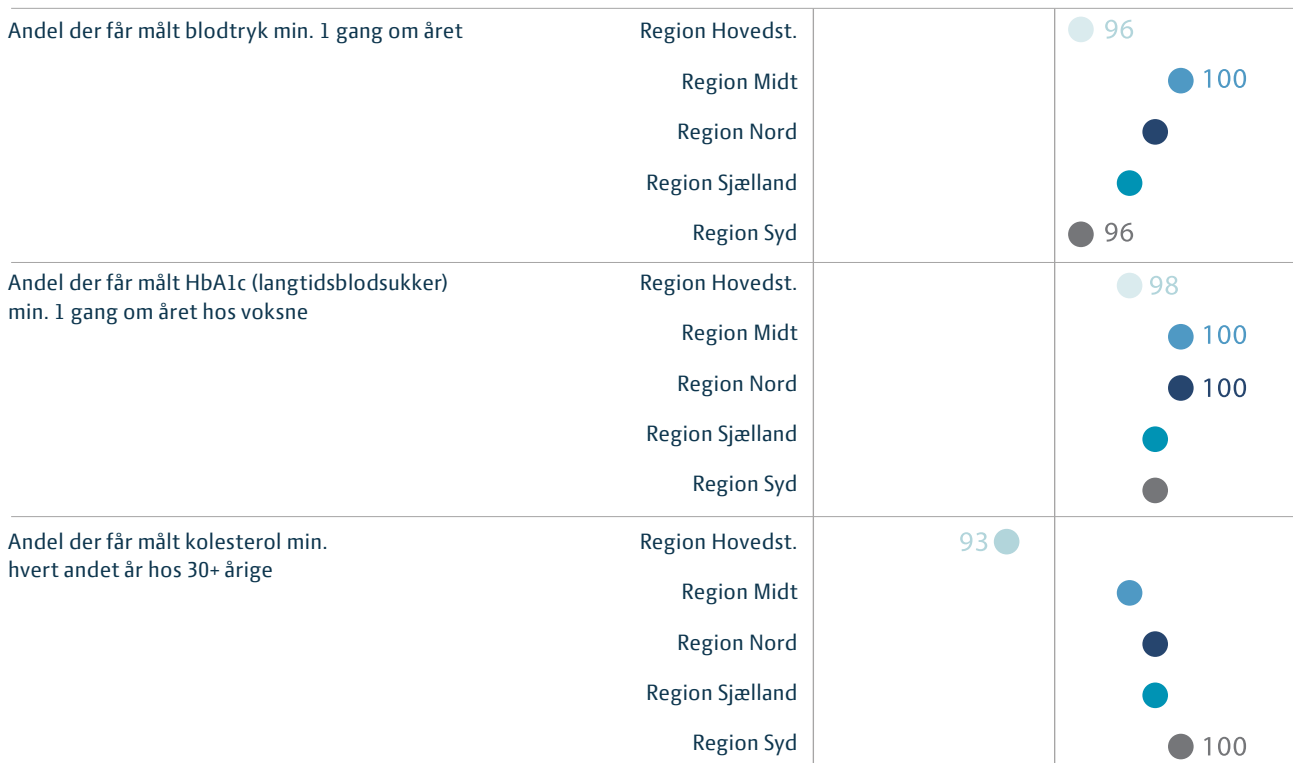 Andel der får målt blodtryk min. 1 gang om året
Region Hovedst.
96
Region Midt
100
Region Nord
Region Sjælland
Region Syd
96
Andel der får målt HbA1c (langtidsblodsukker)
min. 1 gang om året hos voksne
Region Hovedst.
98
Region Midt
100
Region Nord
100
Region Sjælland
Region Syd
Andel der får målt kolesterol min.
hvert andet år hos 30+ årige
Region Hovedst.
93
Region Midt
Region Nord
Region Sjælland
Region Syd
100